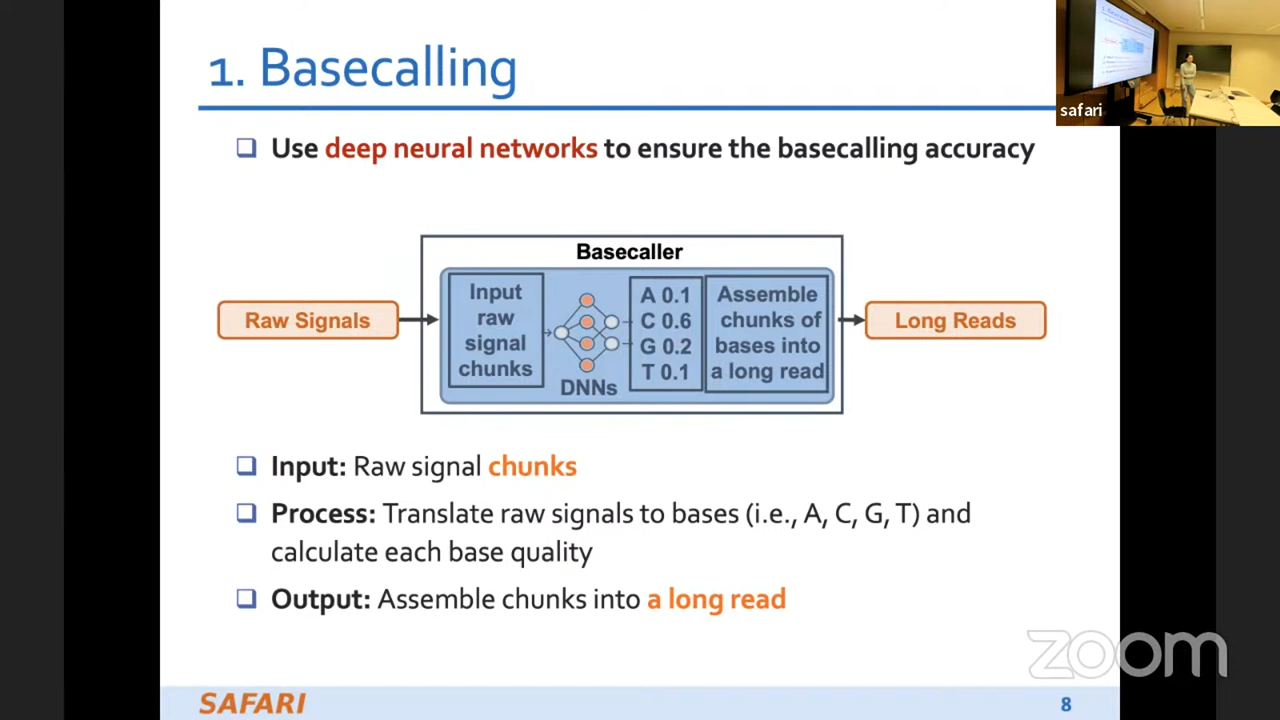 1. Basecalling
safari
Use deep neural networks to ensure the basecalling accuracy
Basecaller
Raw Signals
Input
raw
signal
chunks
DNNs
A 0.1
C 0.6
G 0.2
T 0.1
Assemble
chunks of
bases into
a long read
Long Reads
Input: Raw signal chunks
Process: Translate raw signals to bases (i.e., A, C, G, T) and
calculate each base quality
Output: Assemble chunks into a long read
zoom
SAFARI
8